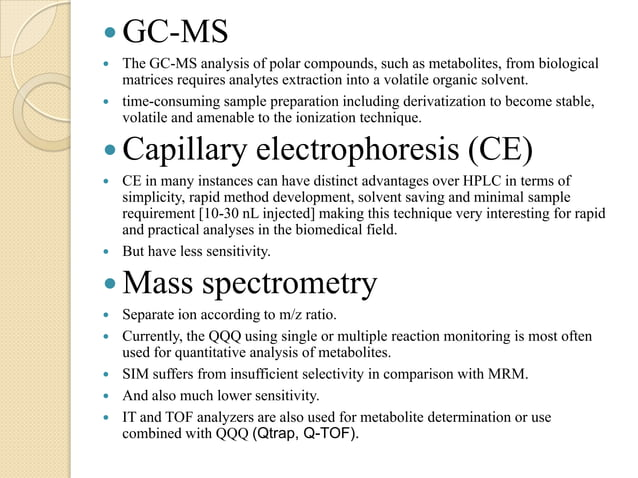 • GC-MS
• The GC-MS analysis of polar compounds, such as metabolites, from biological
matrices requires analytes extraction into a volatile organic solvent.
• time-consuming sample preparation including derivatization to become stable,
volatile and amenable to the ionization technique.
• Capillary electrophoresis (CE)
• CE in many instances can have distinct advantages over HPLC in terms of
simplicity, rapid method development, solvent saving and minimal sample
requirement [10-30 nL injected] making this technique very interesting for rapid
and practical analyses in the biomedical field.
• But have less sensitivity.
• Mass spectrometry
• Separate ion according to m/z ratio.
• Currently, the QQQ using single or multiple reaction monitoring is most often
used for quantitative analysis of metabolites.
• SIM suffers from insufficient selectivity in comparison with MRM.
• And also much lower sensitivity.
• IT and TOF analyzers are also used for metabolite determination or use
combined with QQQ (Qtrap, Q-TOF).